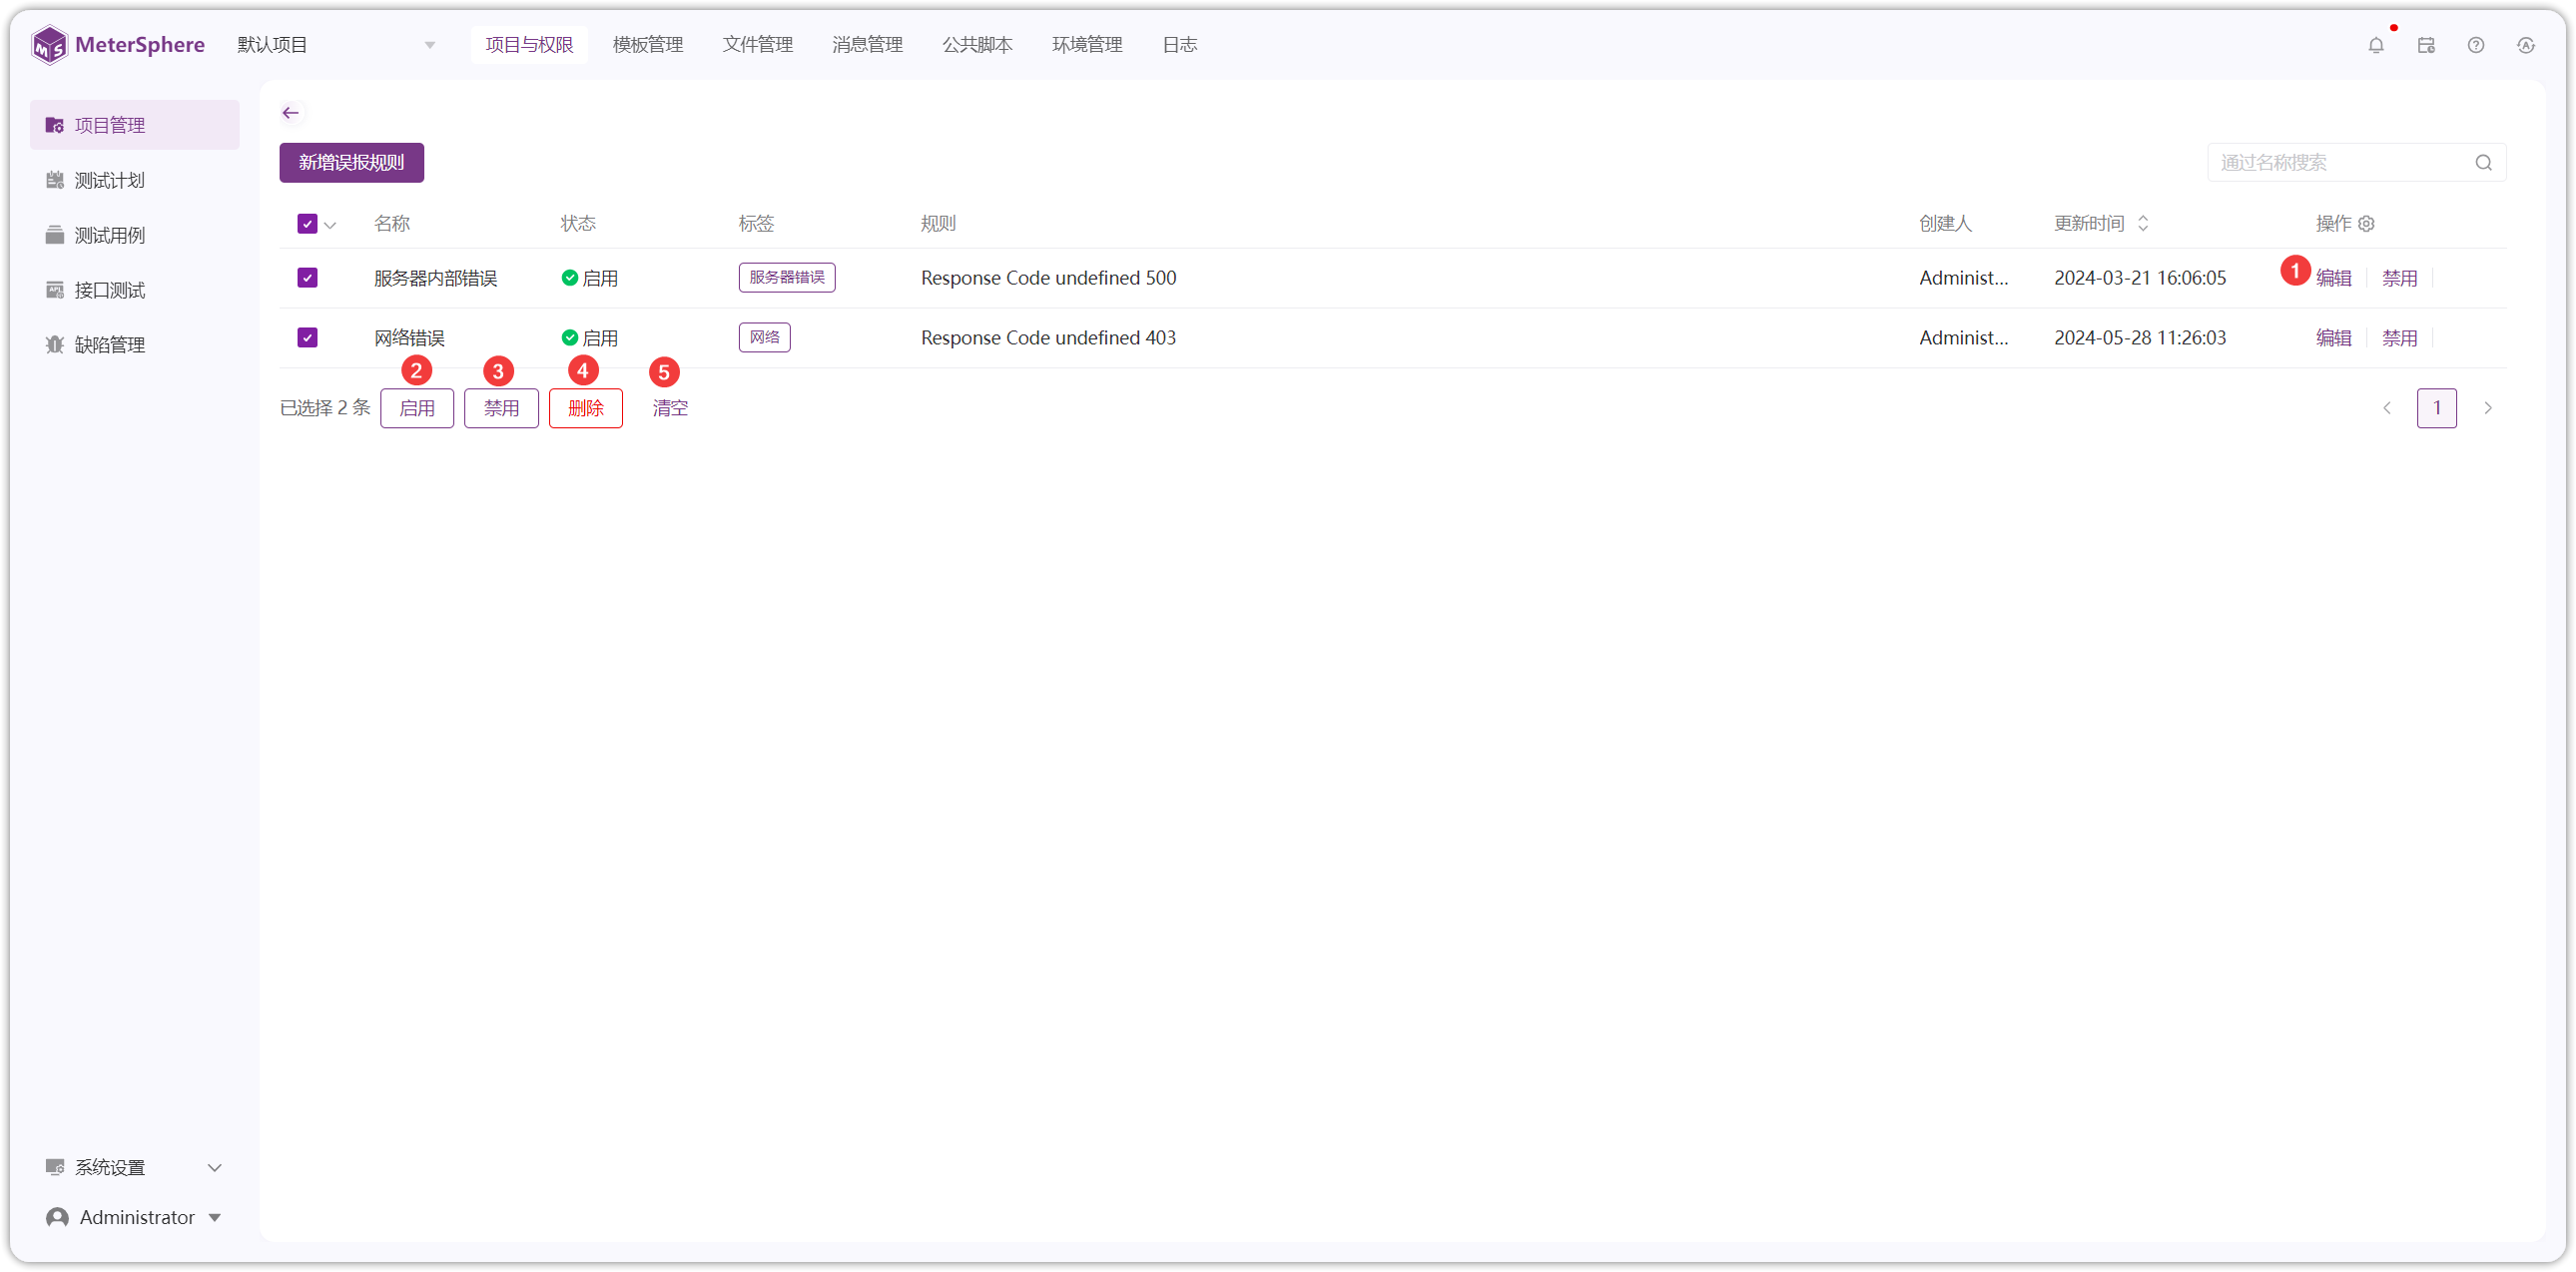 MeterSphere 默认项目 项目与权限 模板管理 文件管理 消息管理 公共脚本 环境管理 日志
项目管理
测试计划
测试用例
接口测试
缺陷管理
系统设置
Administrator
新增误报规则 通过名称搜索
名称 状态 标签 规则 创建人 更新时间 操作
服务器内部错误 启用 服务器错误 Response Code undefined 500 Administ... 2024-03-21 16:06:05 1 编辑 禁用
网络错误 启用 网络 Response Code undefined 403 Administ... 2024-05-28 11:26:03 编辑 禁用
2 3 4 5
已选择 2 条 启用 禁用 删除 清空 1